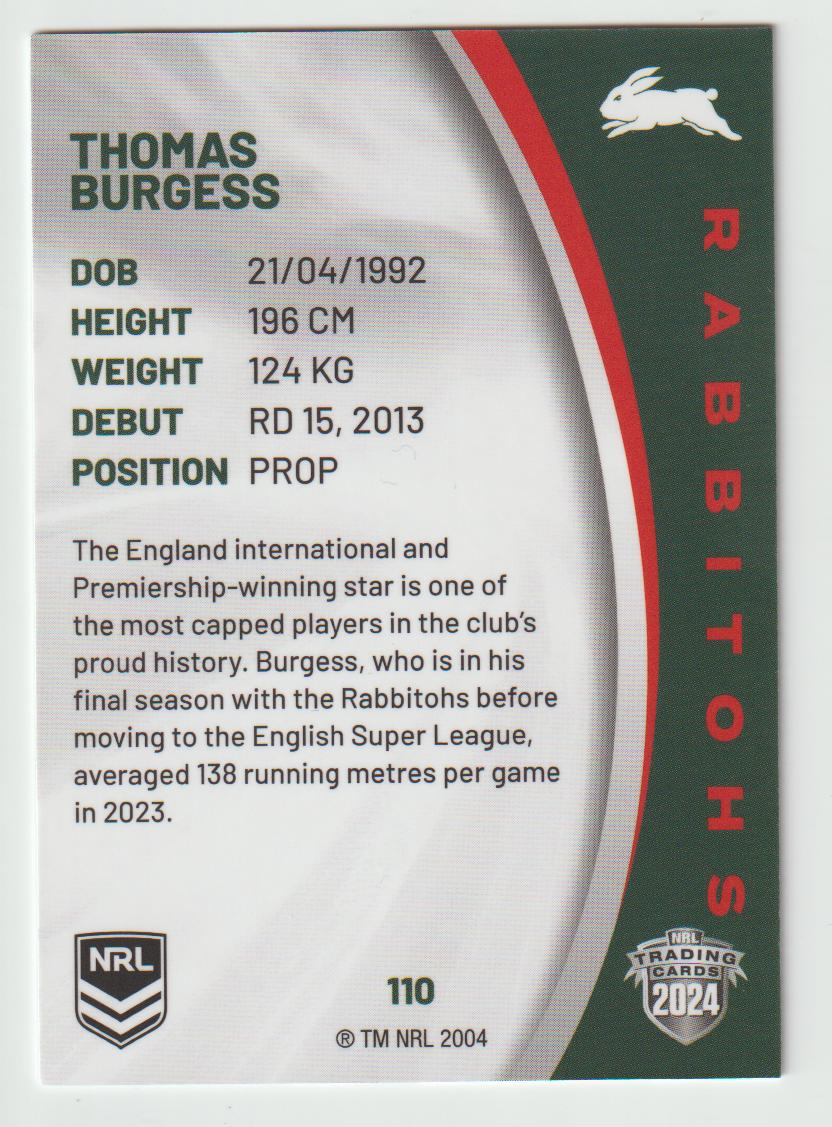 THOMAS
BURGESS
DOB 21/04/1992
HEIGHT 196 CM
WEIGHT 124 KG
DEBUT RD 15, 2013
POSITION PROP
The England international and
Premiership-winning star is one of
the most capped players in the club's
proud history. Burgess, who is in his
final season with the Rabbitohs before
moving to the English Super League,
averaged 138 running metres per game
in 2023.
RABBITOHS
NRL
110
® TM NRL 2004
NRL
TRADING
CARDS
2024